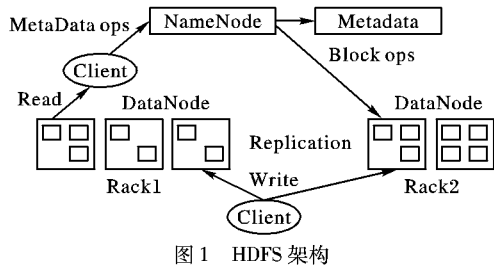 MetaData ops
NameNode
Metadata
Client
Block ops
Read
DataNode
DataNode
Replication
Rack1
Write
Rack2
Client
图 1 HDFS 架构